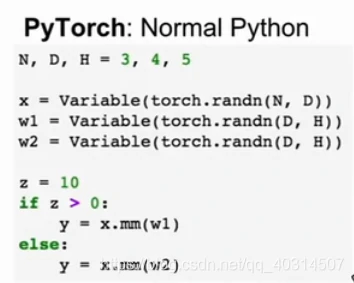 PyTorch: Normal Python
N, D, H = 3, 4, 5
x = Variable(torch.randn(N, D))
w1 = Variable(torch.randn(D, H))
w2 = Variable(torch.randn(D, H))
z = 10
if z > 0:
    y = x.mm(w1)
else:
    y = x.mm(w2)
csdn.net/qq_40314507